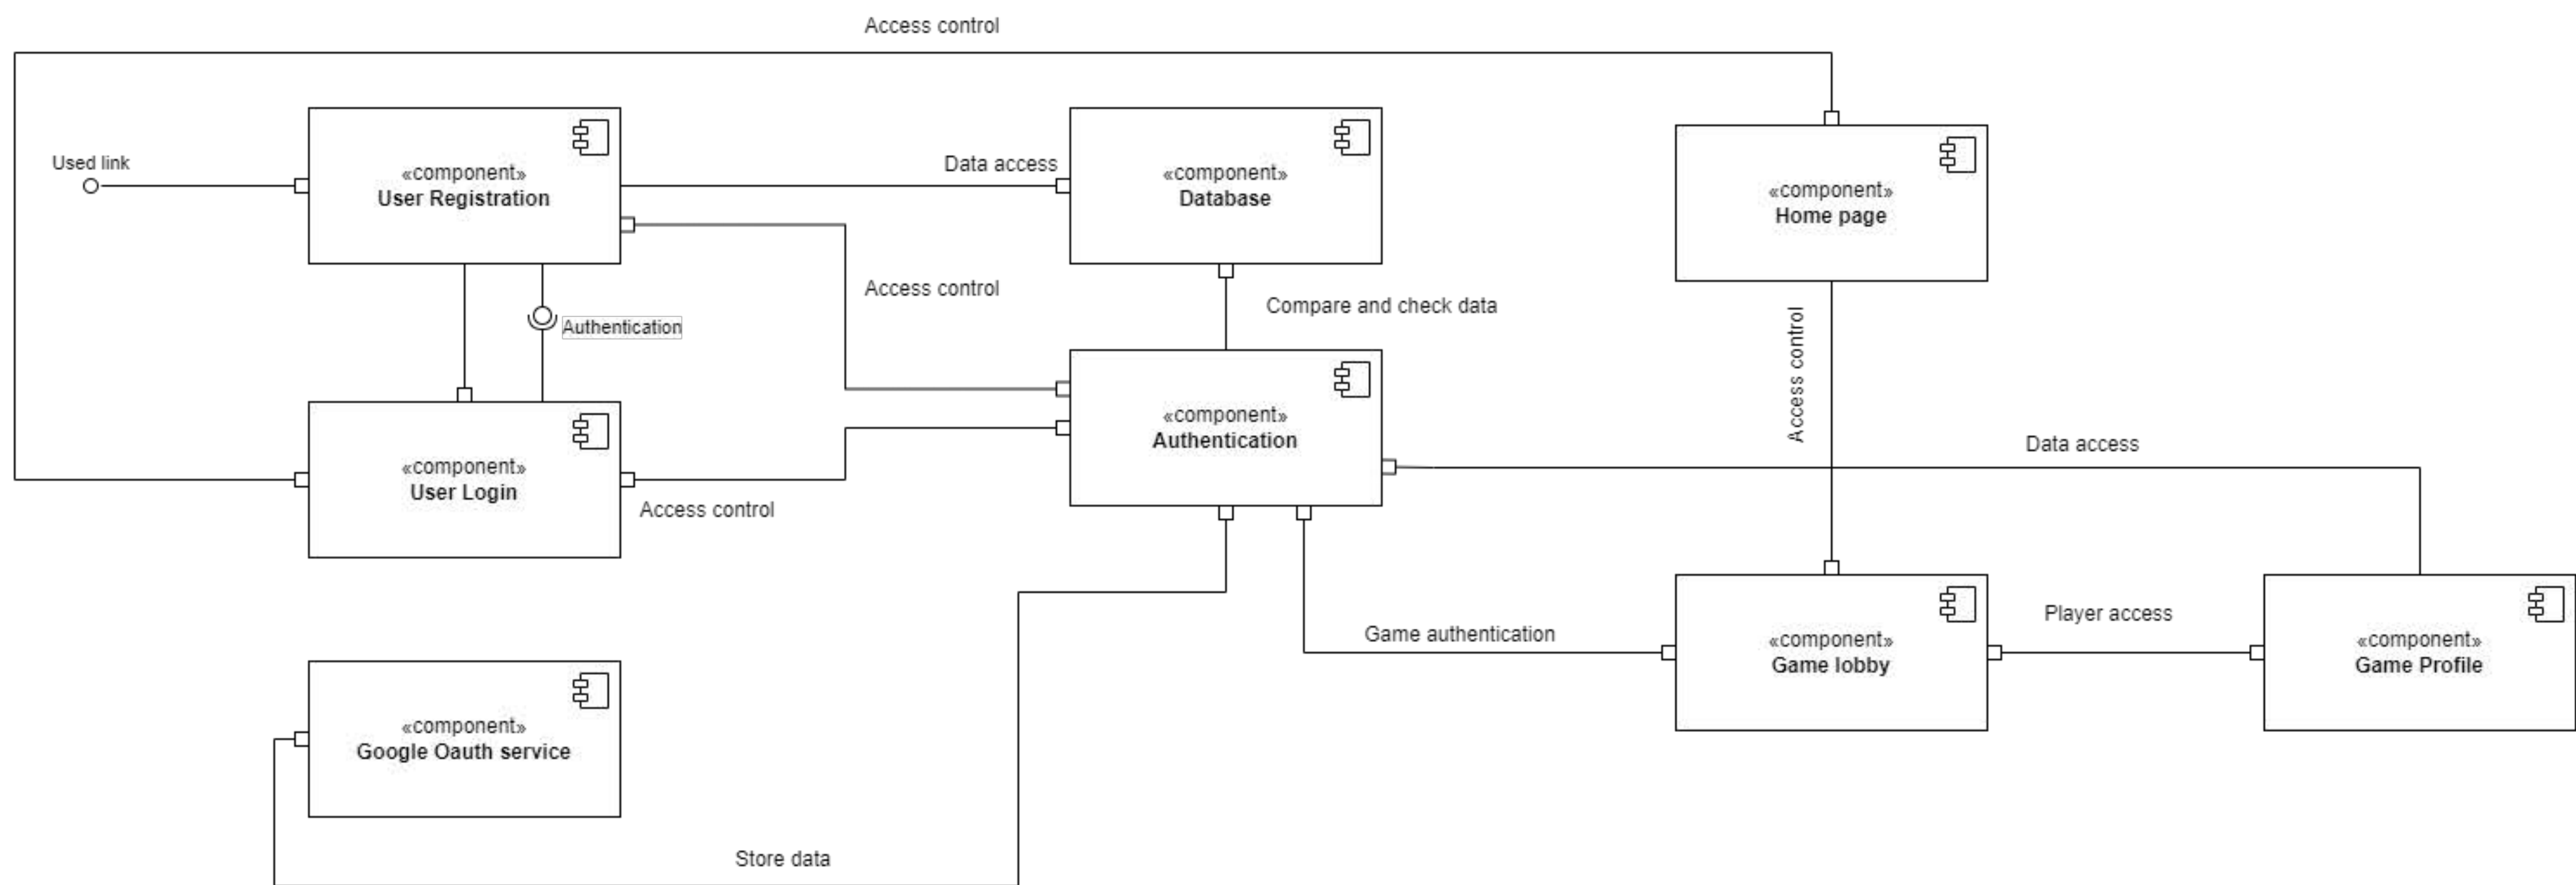 Access control
Used link
«component»
User Registration
Data access
«component»
Database
«component»
Home page
Access control
Compare and check data
Authentication
Access control
«component»
Authentication
Data access
«component»
User Login
Access control
Game authentication
«component»
Game lobby
Player access
«component»
Game Profile
«component»
Google Oauth service
Store data